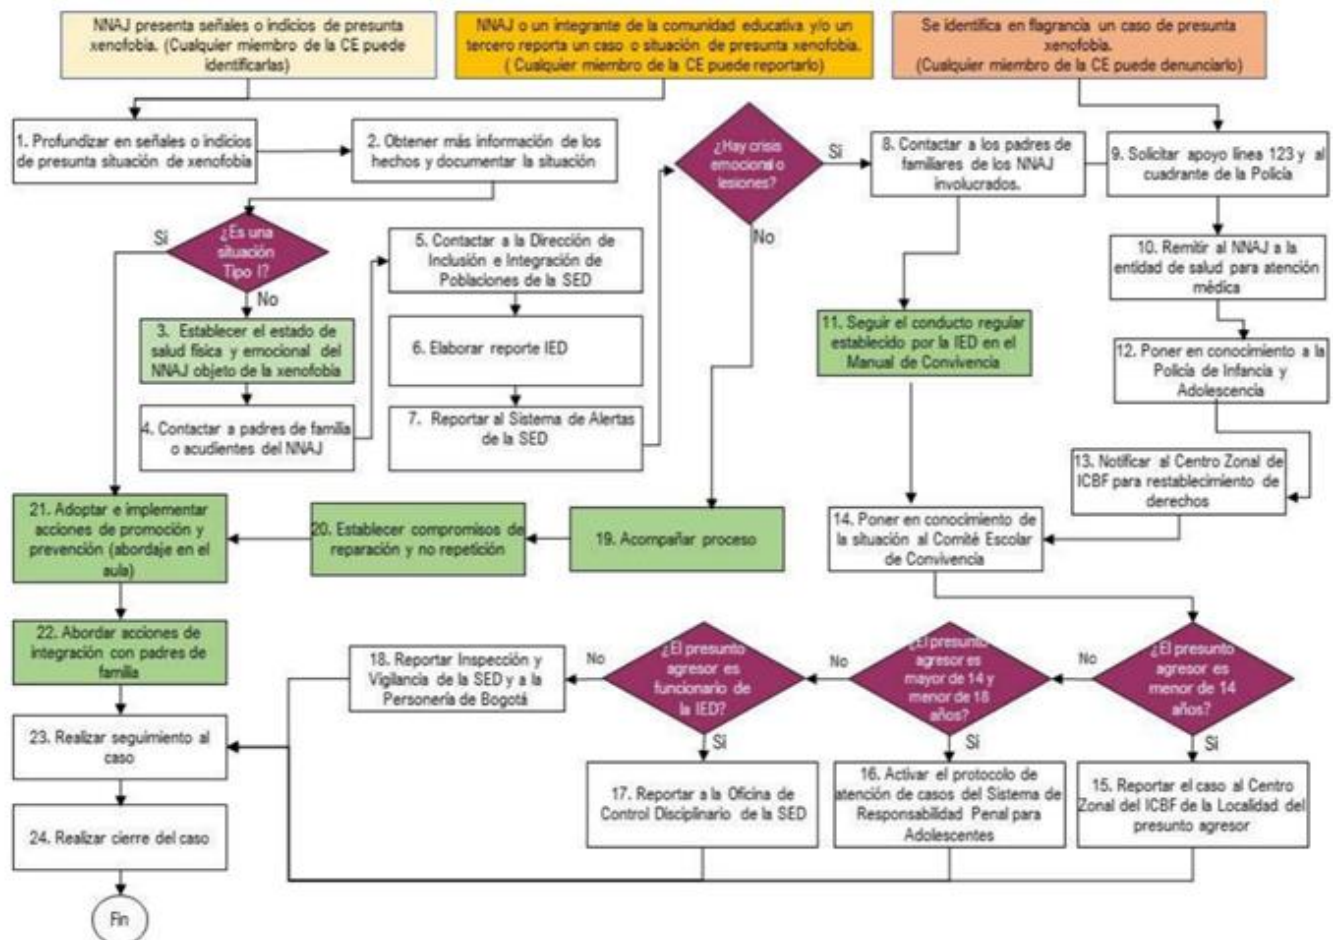 NNAJ presenta señales o indicios de presunta
xenofobia. (Cualquier miembro de la CE puede
identificarlas)
NNAJ o un integrante de la comunidad educativa y/o un
tercero reporta un caso o situación de presunta xenofobia.
( Cualquier miembro de la CE puede reportarlo)
Se identifica en flagrancia un caso de presunta
xenofobia.
(Cualquier miembro de la CE puede denunciarlo)
1. Profundizar en señales o indicios
de presunta situación de xenofobia
2. Obtener más información de los
hechos y documentar la situación
¿Hay crisis
emocional o
lesiones?
Si
No
8. Contactar a los padres de
familiares de los NNAJ
involucrados.
9. Solicitar apoyo línea 123 y al
cuadrante de la Policía
¿Es una
situación
Tipo I?
Si
No
5. Contactar a la Dirección de
Inclusión e Integración de
Poblaciones de la SED
10. Remitir al NNAJ a la
entidad de salud para atención
médica
3. Establecer el estado de
salud física y emocional del
NNAJ objeto de la xenofobia
6. Elaborar reporte IED
11. Seguir el conducto regular
establecido por la IED en el
Manual de Convivencia
12. Poner en conocimiento a la
Policía de Infancia y
Adolescencia
4. Contactar a padres de familia
o acudientes del NNAJ
7. Reportar al Sistema de Alertas
de la SED
13. Notificar al Centro Zonal de
ICBF para restablecimiento de
derechos
21. Adoptar e implementar
acciones de promoción y
prevención (abordaje en el
aula)
20. Establecer compromisos de
reparación y no repetición
19. Acompañar proceso
14. Poner en conocimiento de
la situación al Comité Escolar
de Convivencia
22. Abordar acciones de
integración con padres de
familia
18. Reportar Inspección y
Vigilancia de la SED y a la
Personería de Bogotá
No
¿El presunto
agresor es
funcionario de
la IED?
Si
No
¿El presunto
agresor es
mayor de 14 y
menor de 18
años?
Si
No
¿El presunto
agresor es
menor de 14
años?
Si
23. Realizar seguimiento al
caso
17. Reportar a la Oficina de
Control Disciplinario de la SED
16. Activar el protocolo de
atención de casos del Sistema de
Responsabilidad Penal para
Adolescentes
15. Reportar el caso al Centro
Zonal del ICBF de la Localidad del
presunto agresor
24. Realizar cierre del caso
Fin